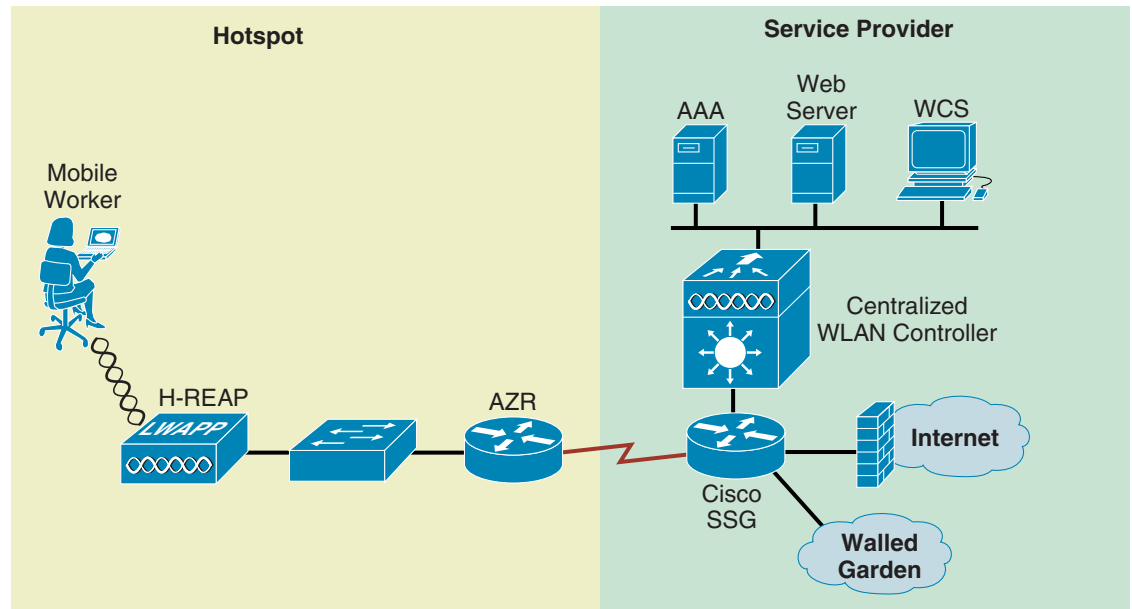 Hotspot
Service Provider
AAA
Web
Server
WCS
Mobile
Worker
Centralized
WLAN Controller
H-REAP
LWAPP
AZR
Cisco
SSG
Internet
Walled
Garden